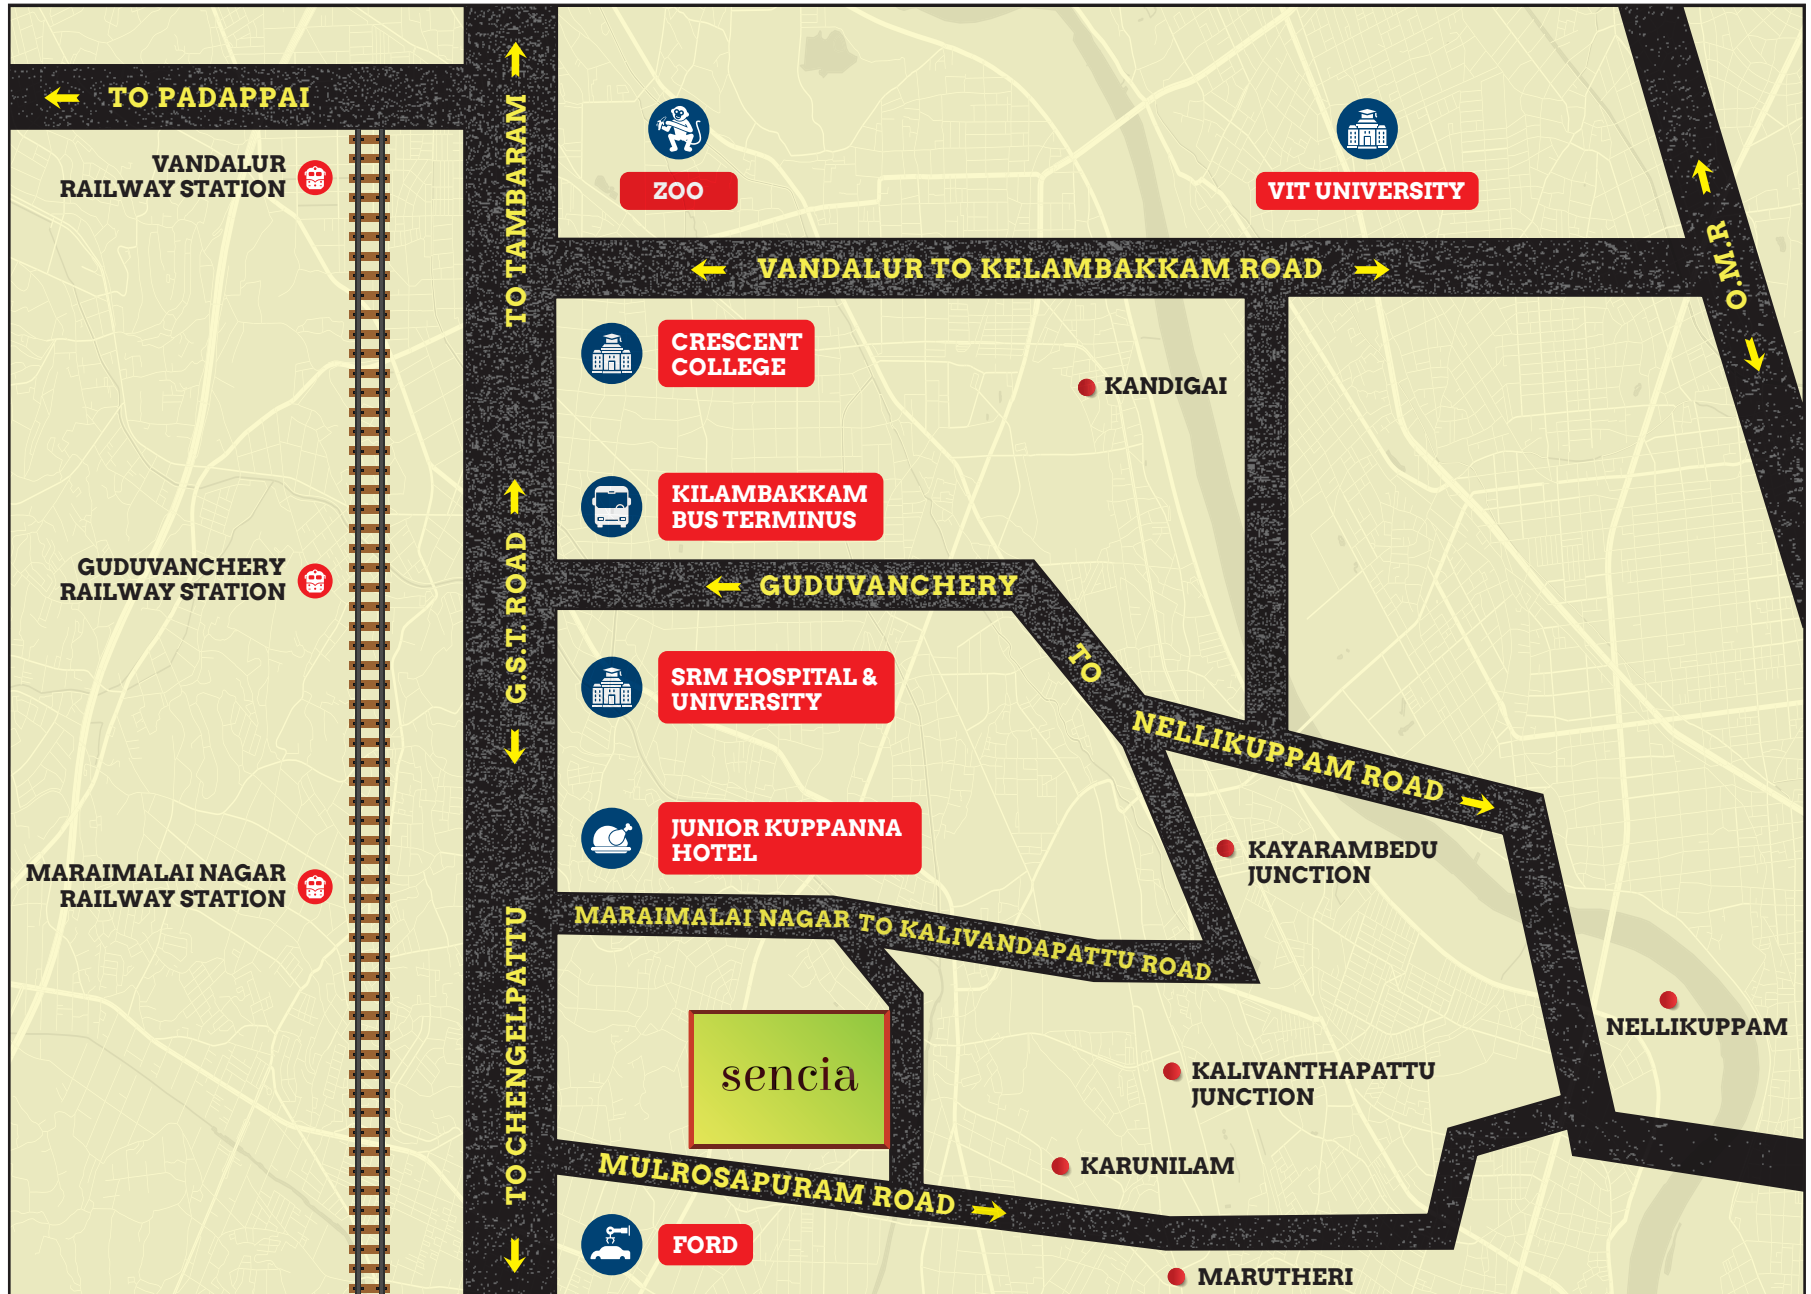 TO PADAPPAI
VANDALUR
RAILWAY STATION
TO TAMBARAM
ZOO
VIT UNIVERSITY
O.M.R
VANDALUR TO KELAMBAKKAM ROAD
CRESCENT
COLLEGE
KANDIGAI
KILAMBAKKAM
BUS TERMINUS
GUDUVANCHERY
RAILWAY STATION
G.S.T. ROAD
GUDUVANCHERY TO NELLIKUPPAM ROAD
SRM HOSPITAL &
UNIVERSITY
JUNIOR KUPPANNA
HOTEL
KAYARAMBEDU
JUNCTION
MARAIMALAI NAGAR
RAILWAY STATION
MARAIMALAI NAGAR TO KALIVANDAPATTU ROAD
TO CHENGELPATTU
sencia
NELLIKUPPAM
KALIVANTHAPATTU
JUNCTION
KARUNILAM
MULROSAPURAM ROAD
FORD
MARUTHERI